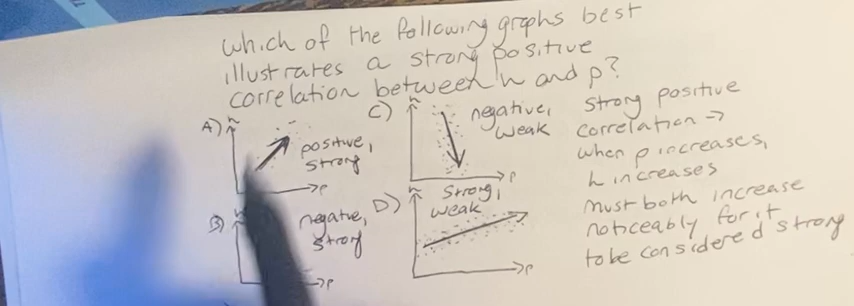 which of the following graphs best
illustrates a strong positive
correlation between h and p?
A) h
positive,
strong
p
B) h
negative,
strong
p
C) h
negative,
weak
p
D) h
Strong,
weak
p
Strong positive
correlation →
when p increases,
h increases
must both increase
noticeably for it
to be considered strong